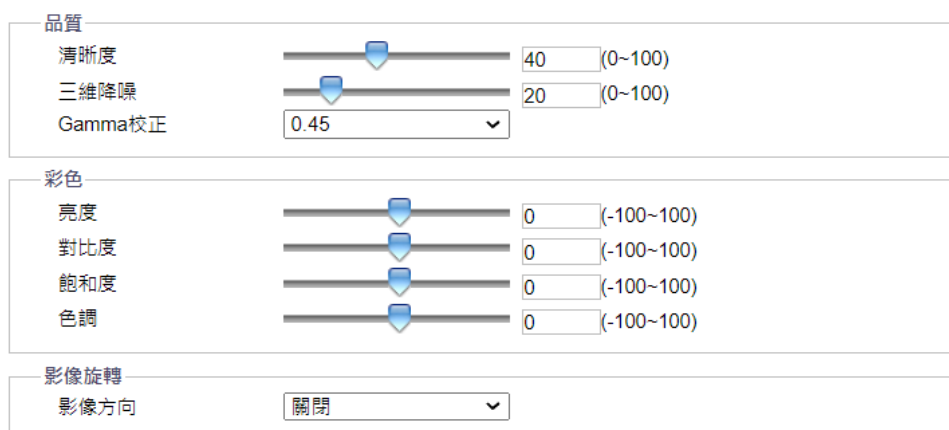 品質
清晰度 40 (0~100)
三維降噪 20 (0~100)
Gamma校正 0.45
彩色
亮度 0 (-100~100)
對比度 0 (-100~100)
飽和度 0 (-100~100)
色調 0 (-100~100)
影像旋轉
影像方向 關閉